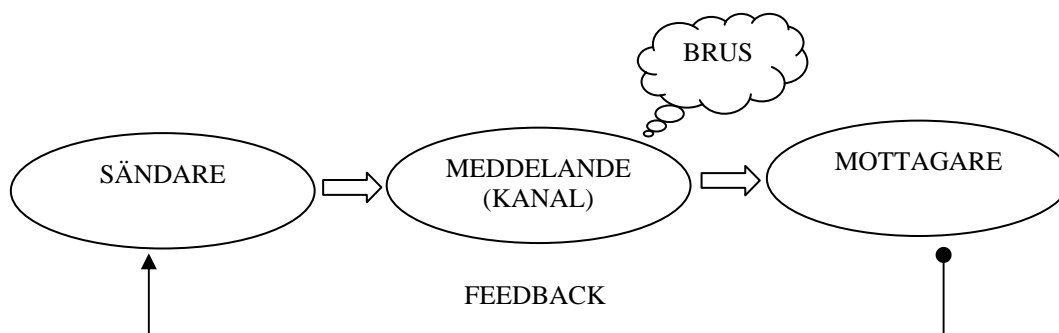 BRUS
SÄNDARE
MEDDELANDE
(KANAL)
MOTTAGARE
FEEDBACK